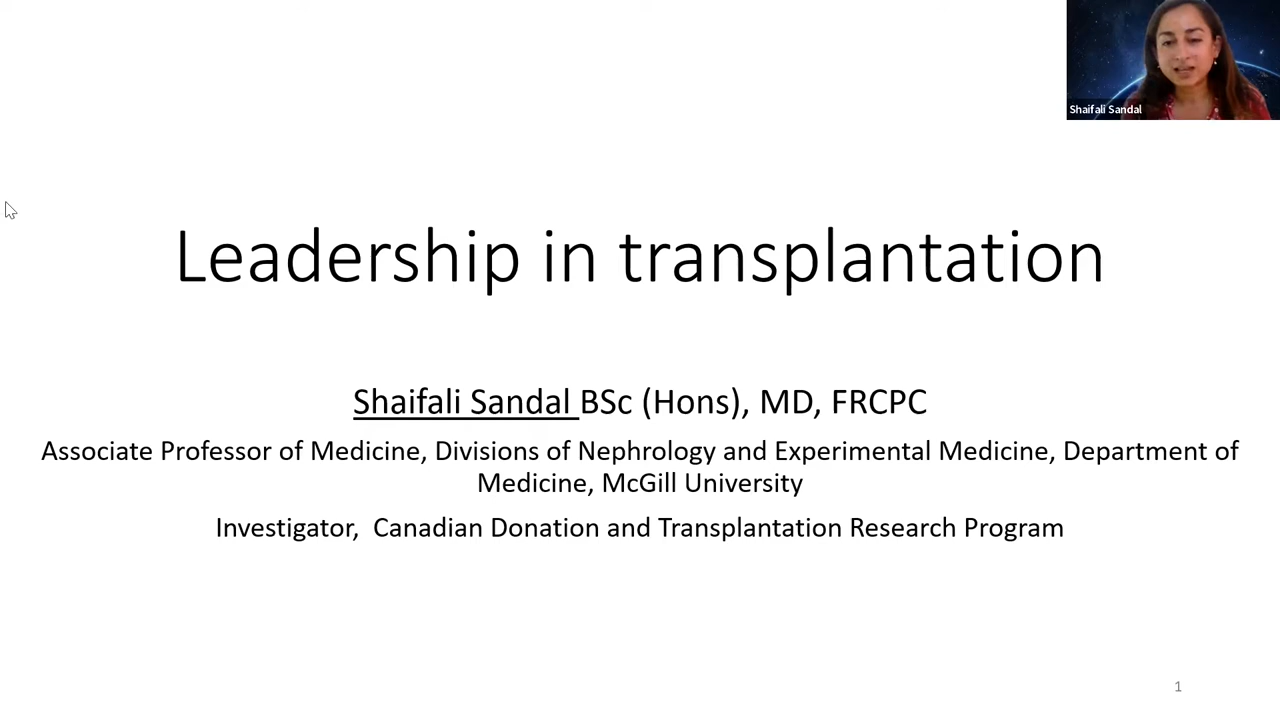 Shaifali Sandal
Leadership in transplantation
Shaifali Sandal BSc (Hons), MD, FRCPC
Associate Professor of Medicine, Divisions of Nephrology and Experimental Medicine, Department of
Medicine, McGill University
Investigator,  Canadian Donation and Transplantation Research Program
1